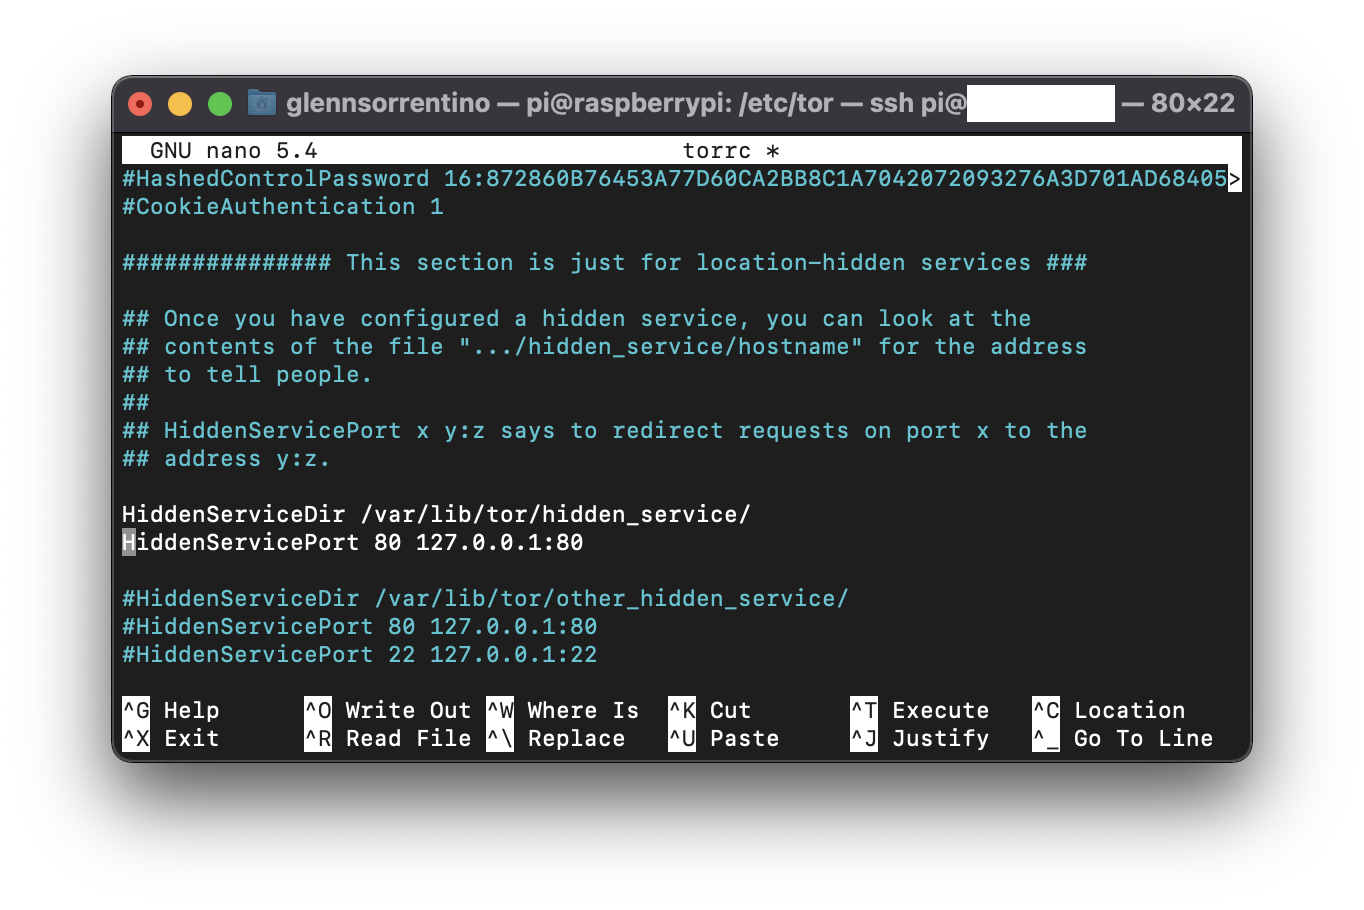 glennsorrentino — pi@raspberrypi: /etc/tor — ssh pi@ — 80×22
GNU nano 5.4 torrc *
#HashedControlPassword 16:872860B76453A77D60CA2BB8C1A7042072093276A3D701AD68405>
#CookieAuthentication 1
############### This section is just for location-hidden services ###
## Once you have configured a hidden service, you can look at the
## contents of the file ".../hidden_service/hostname" for the address
## to tell people.
##
## HiddenServicePort x y:z says to redirect requests on port x to the
## address y:z.
HiddenServiceDir /var/lib/tor/hidden_service/
HiddenServicePort 80 127.0.0.1:80
#HiddenServiceDir /var/lib/tor/other_hidden_service/
#HiddenServicePort 80 127.0.0.1:80
#HiddenServicePort 22 127.0.0.1:22
^G Help ^O Write Out ^W Where Is ^K Cut ^T Execute ^C Location
^X Exit ^R Read File ^\ Replace ^U Paste ^J Justify ^_ Go To Line